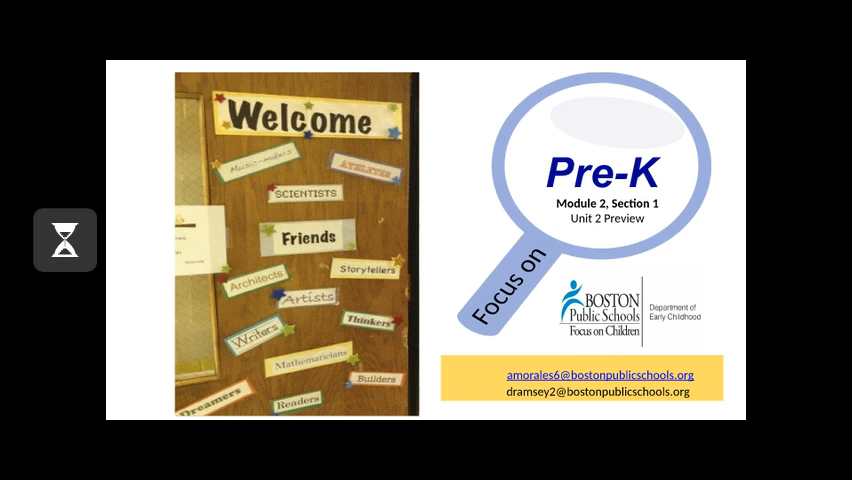 Welcome
Music-makers
ATHLETES
SCIENTISTS
Friends
Storytellers
Architects
Artists
Thinkers
Writers
Mathematicians
Builders
Dreamers
Readers
Pre-K
Module 2, Section 1
Unit 2 Preview
Focus on
BOSTON
Public Schools
Focus on Children
Department of
Early Childhood
amorales6@bostonpublicschools.org
dramsey2@bostonpublicschools.org